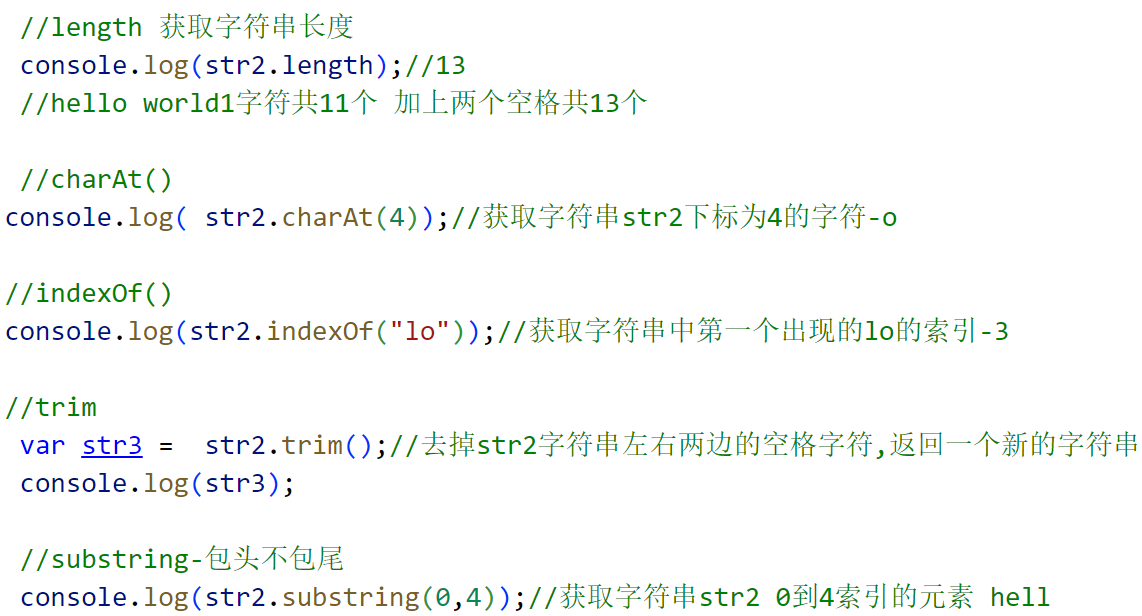 //length 获取字符串长度
console.log(str2.length);//13
//hello world1字符共11个 加上两个空格共13个
//charAt()
console.log( str2.charAt(4));//获取字符串str2下标为4的字符-o
//indexOf()
console.log(str2.indexOf("lo"));//获取字符串中第一个出现的lo的索引-3
//trim
var str3 =  str2.trim();//去掉str2字符串左右两边的空格字符,返回一个新的字符串
console.log(str3);
//substring-包头不包尾
console.log(str2.substring(0,4));//获取字符串str2 0到4索引的元素 hell